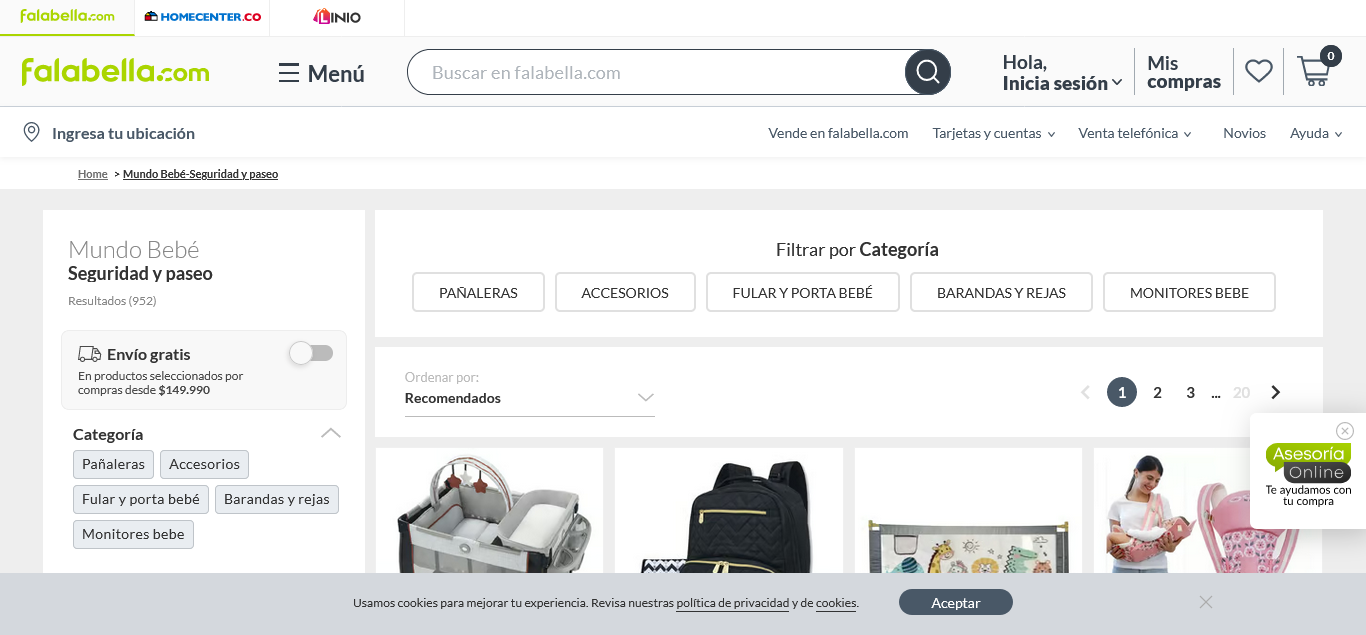 falabella.com
HOMECENTER.CO
LINIO
falabella.com
Menú
Buscar en falabella.com
Hola,
Inicia sesión
Mis
compras
0
Ingresa tu ubicación
Vende en falabella.com
Tarjetas y cuentas
Venta telefónica
Novios
Ayuda
Home > Mundo Bebé-Seguridad y paseo
Mundo Bebé
Seguridad y paseo
Resultados (952)
Envío gratis
En productos seleccionados por
compras desde $149.990
Categoría
Pañaleras
Accesorios
Fular y porta bebé
Barandas y rejas
Monitores bebe
Filtrar por Categoría
PAÑALERAS
ACCESORIOS
FULAR Y PORTA BEBÉ
BARANDAS Y REJAS
MONITORES BEBE
Ordenar por:
Recomendados
1 2 3 ... 20
Asesoría
Online
Te ayudamos con
tu compra
Usamos cookies para mejorar tu experiencia. Revisa nuestras política de privacidad y de cookies.
Aceptar